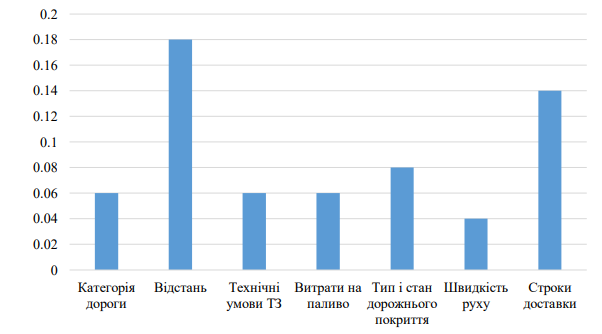 0.2
0.18
0.16
0.14
0.12
0.1
0.08
0.06
0.04
0.02
0
Категорія
дороги
Відстань
Технічні
умови ТЗ
Витрати на
паливо
Тип і стан
дорожнього
покриття
Швидкість
руху
Строки
доставки